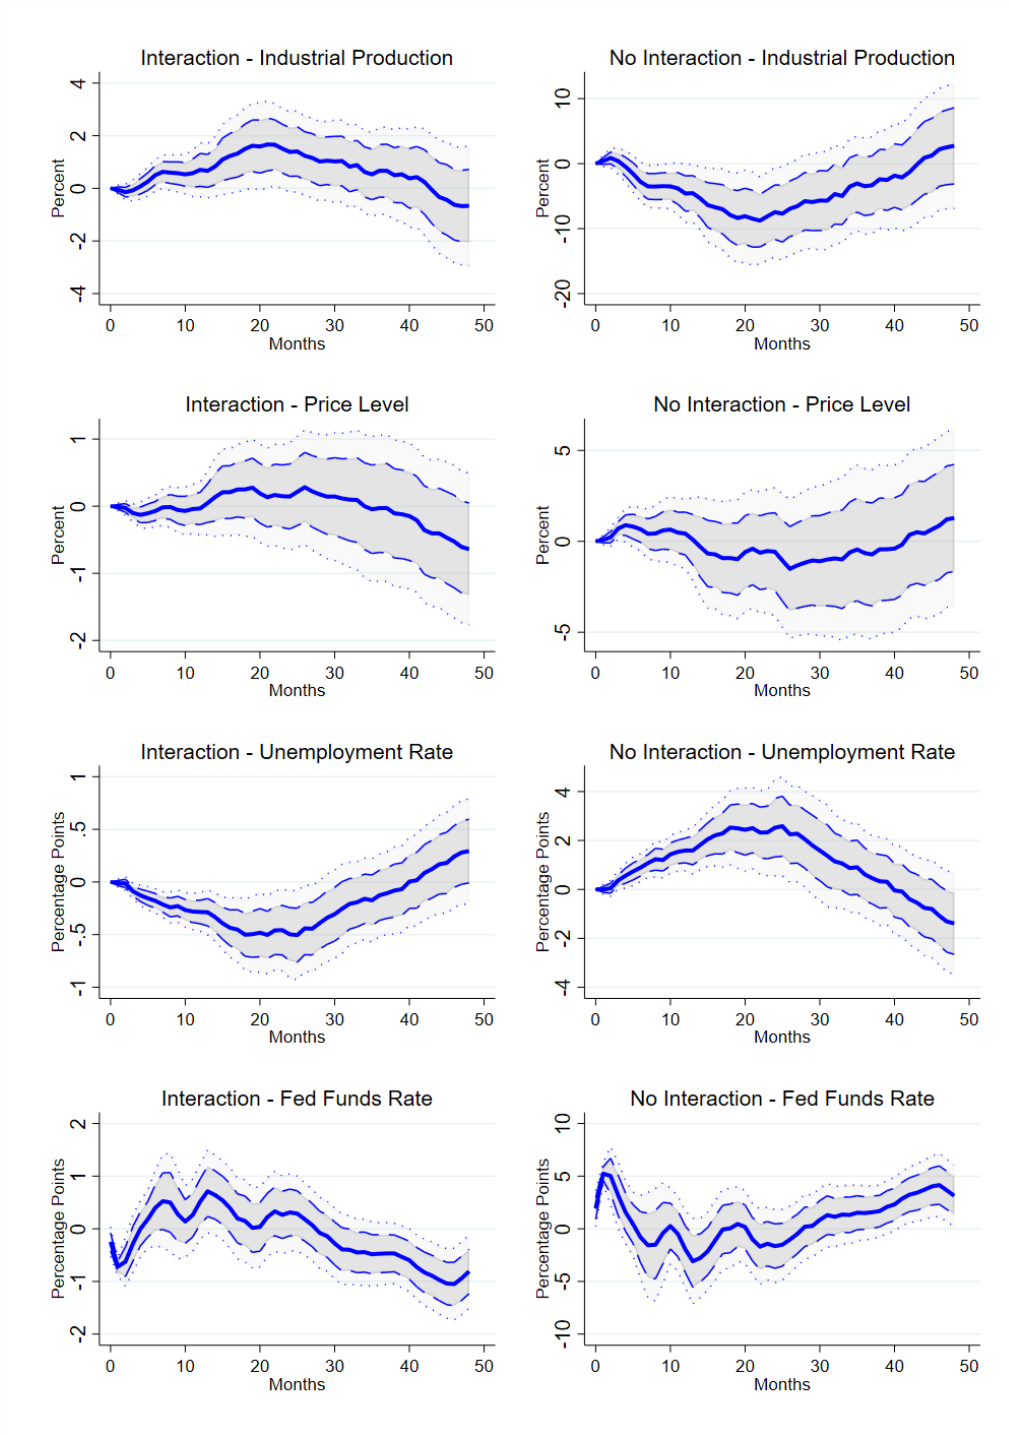 Interaction - Industrial Production
Percent
4
2
0
-2
-4
0 10 20 30 40 50
Months
No Interaction - Industrial Production
Percent
10
0
-10
-20
0 10 20 30 40 50
Months
Interaction - Price Level
Percent
1
0
-1
-2
0 10 20 30 40 50
Months
No Interaction - Price Level
Percent
5
0
-5
0 10 20 30 40 50
Months
Interaction - Unemployment Rate
Percentage Points
1
.5
0
-.5
-1
0 10 20 30 40 50
Months
No Interaction - Unemployment Rate
Percentage Points
4
2
0
-2
-4
0 10 20 30 40 50
Months
Interaction - Fed Funds Rate
Percentage Points
2
1
0
-1
-2
0 10 20 30 40 50
Months
No Interaction - Fed Funds Rate
Percentage Points
10
5
0
-5
-10
0 10 20 30 40 50
Months